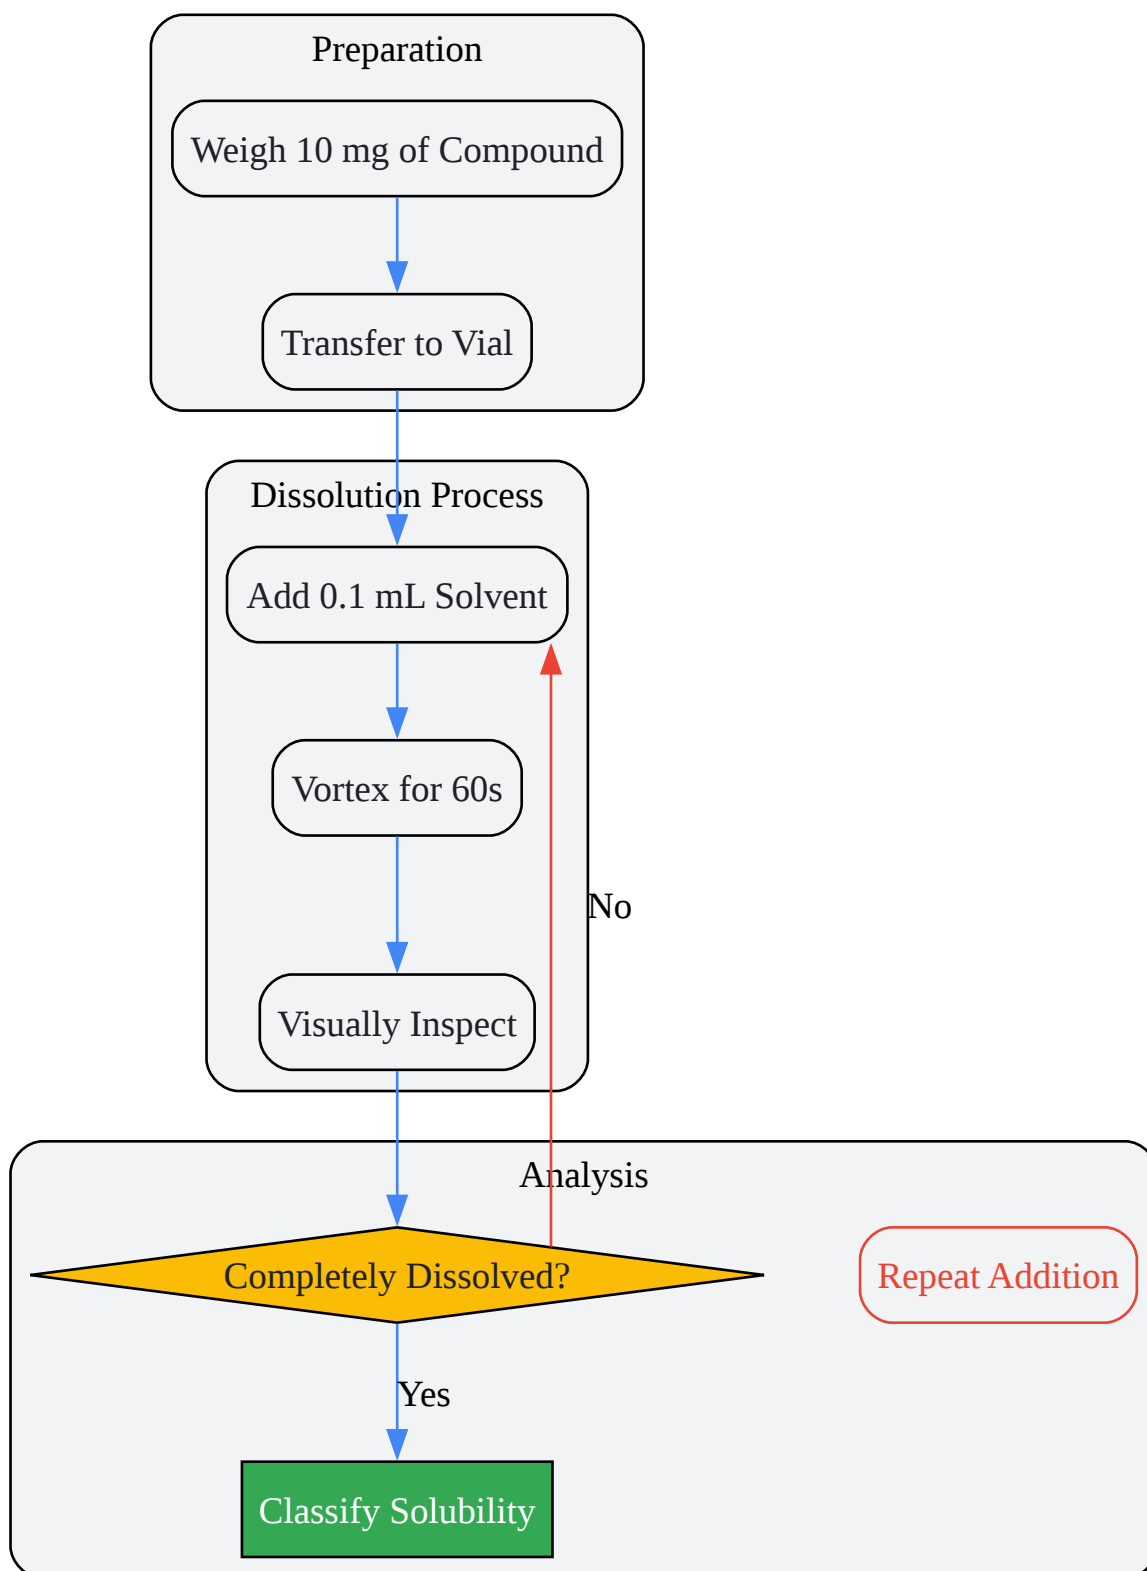 Preparation
Weigh 10 mg of Compound
Transfer to Vial
Dissolution Process
Add 0.1 mL Solvent
Vortex for 60s
No
Visually Inspect
Analysis
Completely Dissolved?
Repeat Addition
Yes
Classify Solubility